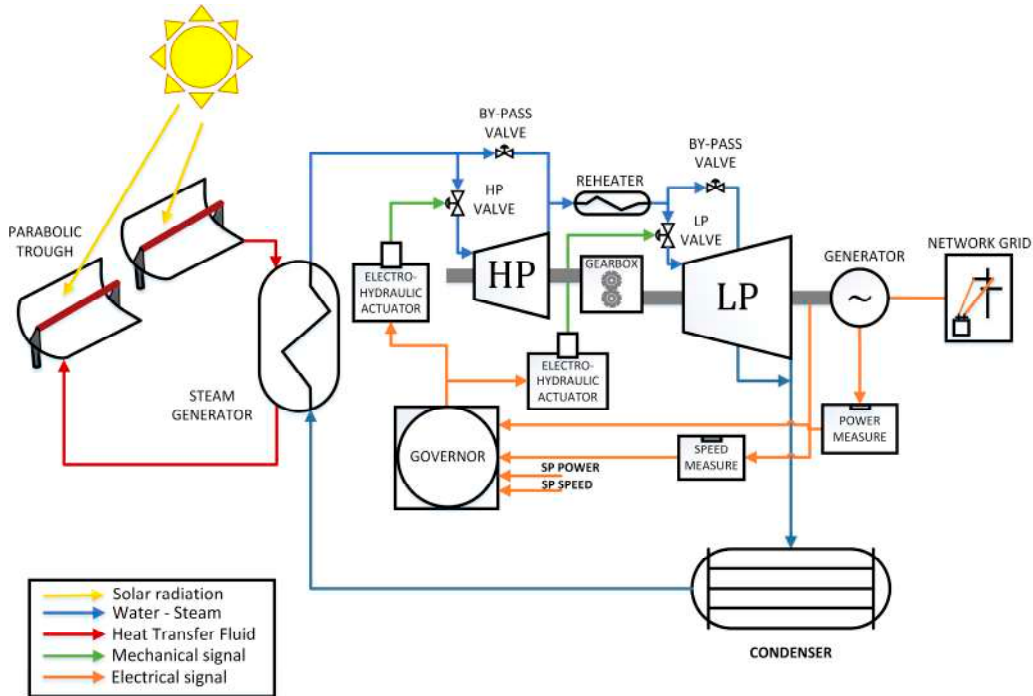 BY-PASS
VALVE
BY-PASS
VALVE
HP
VALVE
REHEATER
LP
VALVE
PARABOLIC
TROUGH
GENERATOR
NETWORK GRID
ELECTRO-
HYDRAULIC
ACTUATOR
HP
GEARBOX
LP
~
ELECTRO-
HYDRAULIC
ACTUATOR
STEAM
GENERATOR
POWER
MEASURE
GOVERNOR
SPEED
MEASURE
SP POWER
SP SPEED
Solar radiation
Water - Steam
Heat Transfer Fluid
Mechanical signal
Electrical signal
CONDENSER